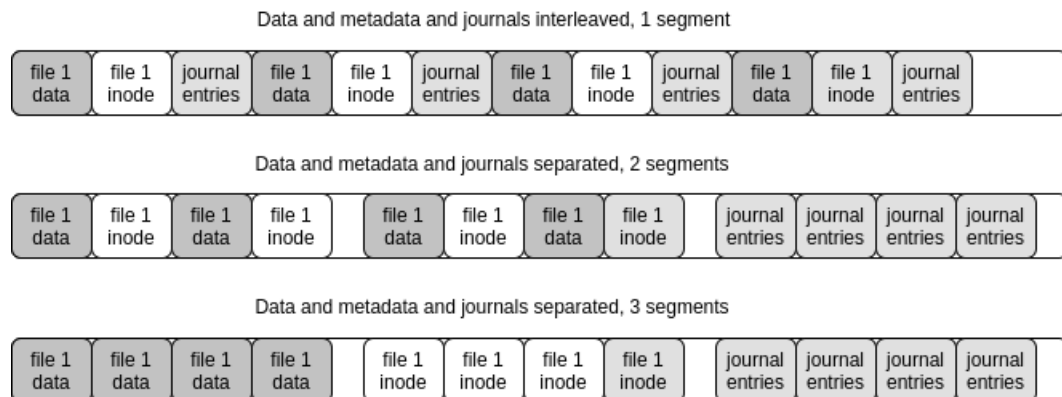 Data and metadata and journals interleaved, 1 segment
file 1 file 1 journal file 1 file 1 journal file 1 file 1 journal file 1 file 1 journal
data inode entries data inode entries data inode entries data inode entries
Data and metadata and journals separated, 2 segments
file 1 file 1 file 1 file 1 file 1 file 1 file 1 file 1 journal journal journal journal
data inode data inode data inode data inode entries entries entries entries
Data and metadata and journals separated, 3 segments
file 1 file 1 file 1 file 1 file 1 file 1 file 1 file 1 journal journal journal journal
data data data data inode inode inode inode entries entries entries entries